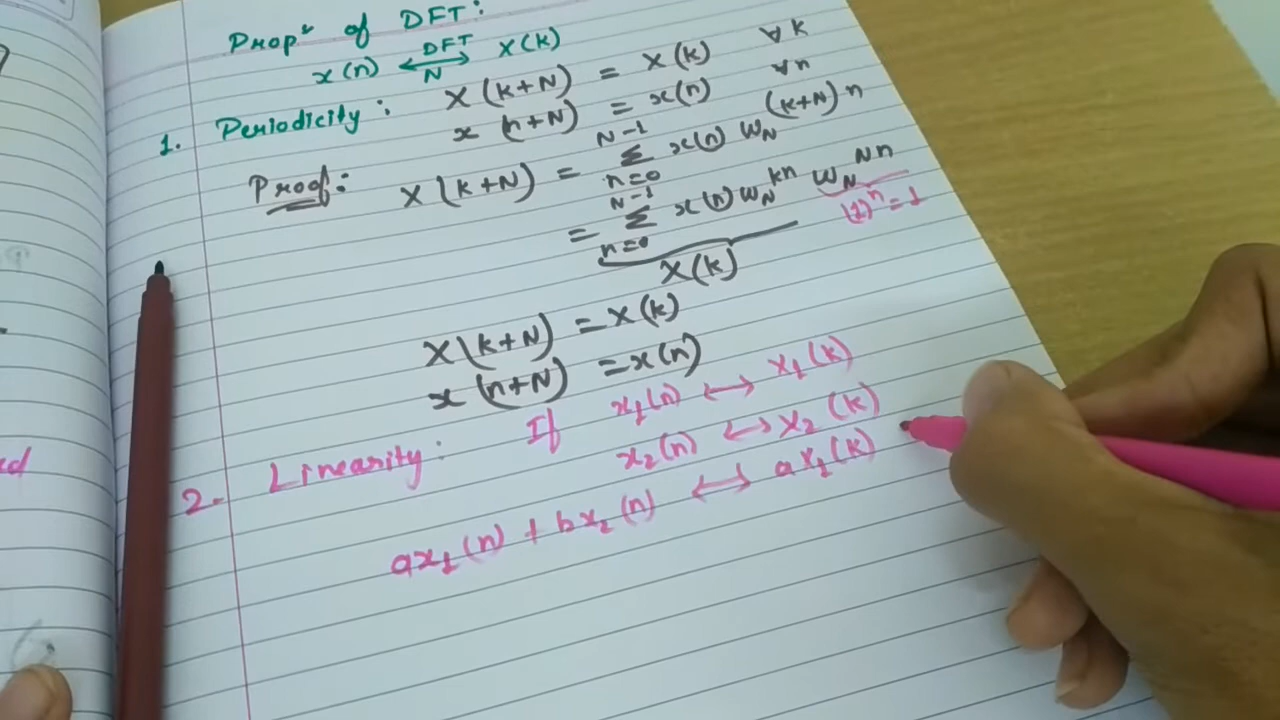 Propˢ of DFT:
x(n) ⟷ X(k)
DFT
N
1. Periodicity: X(k+N) = X(k) ∀ k
x(n+N) = x(n) ∀ n
Proof: X(k+N) = Σ_{n=0}^{N-1} x(n) W_N^{(k+N)n}
= Σ_{n=0}^{N-1} x(n) W_N^{kn} W_N^{Nn}
(1)^n = 1
X(k)
X(k+N) = X(k)
x(n+N) = x(n)
2. Linearity: If x₁(n) ↔ X₁(k)
x₂(n) ↔ X₂(k)
ax₁(n) + bx₂(n) ↔ aX₁(k)